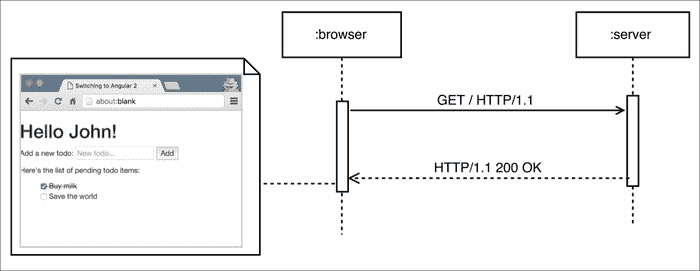 :browser
:server
GET / HTTP/1.1
HTTP/1.1 200 OK
Switching to Angular 2
about:blank
Hello John!
Add a new todo: New todo... Add
Here's the list of pending todo items:
Buy milk
Save the world